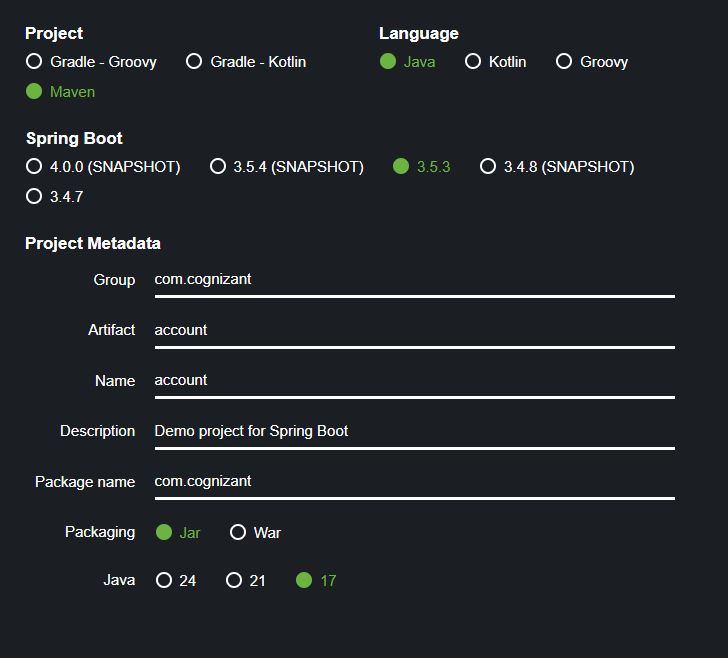 Project
Language
Gradle - Groovy Gradle - Kotlin
Java Kotlin Groovy
Maven
Spring Boot
4.0.0 (SNAPSHOT) 3.5.4 (SNAPSHOT) 3.5.3 3.4.8 (SNAPSHOT)
3.4.7
Project Metadata
Group com.cognizant
Artifact account
Name account
Description Demo project for Spring Boot
Package name com.cognizant
Packaging Jar War
Java 24 21 17